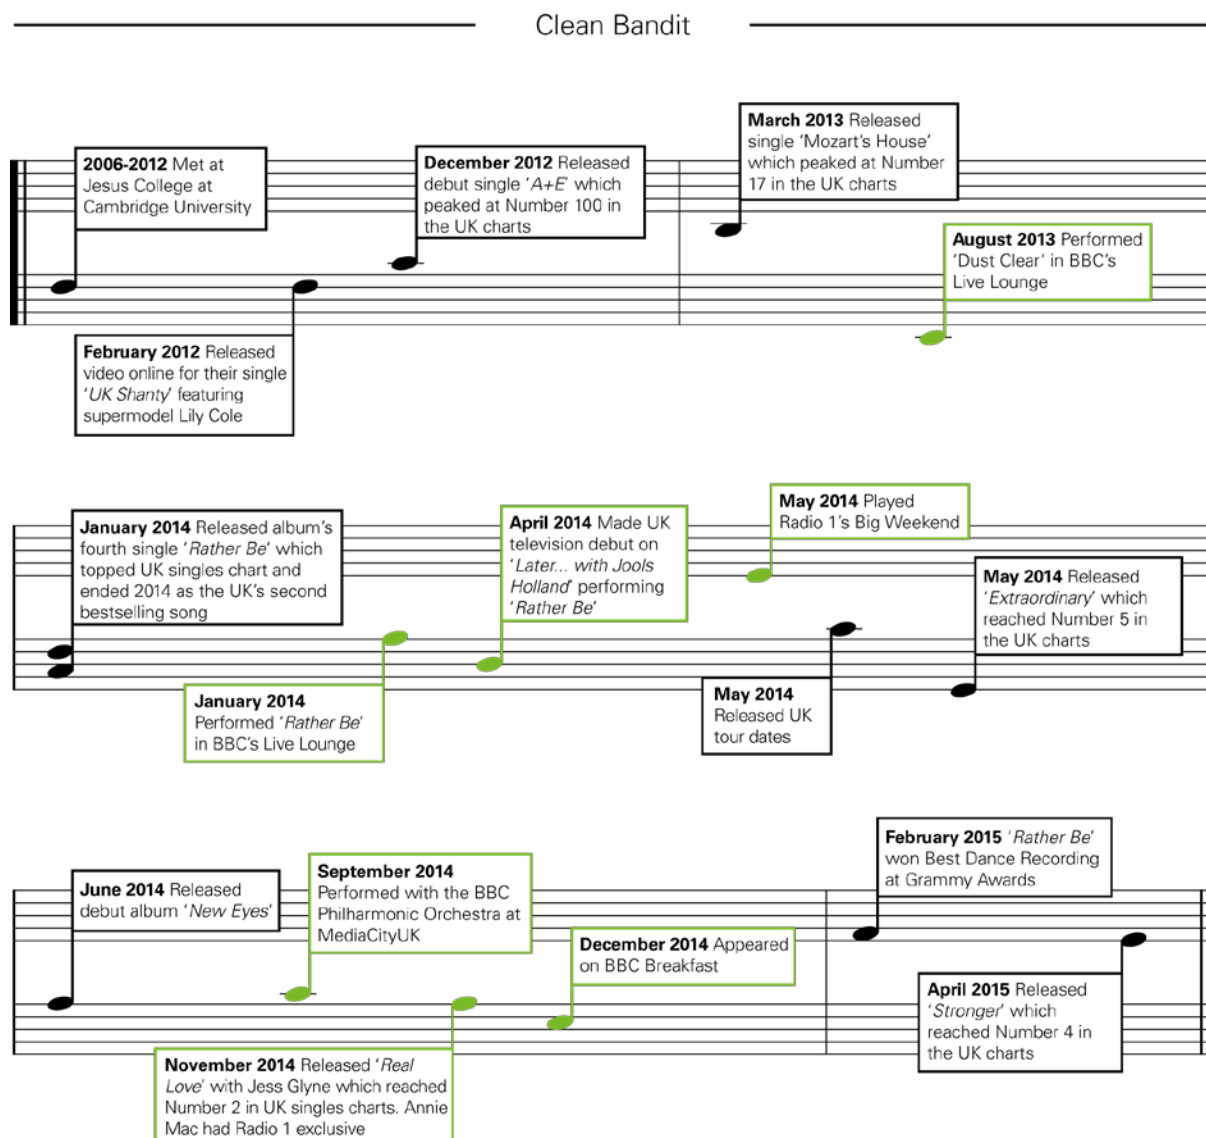 Clean Bandit
2006-2012 Met at
Jesus College at
Cambridge University
February 2012 Released
video online for their single
‘UK Shanty’ featuring
supermodel Lily Cole
December 2012 Released
debut single ‘A+E’ which
peaked at Number 100 in
the UK charts
March 2013 Released
single ‘Mozart’s House’
which peaked at Number
17 in the UK charts
August 2013 Performed
‘Dust Clear’ in BBC’s
Live Lounge
January 2014 Released album’s
fourth single ‘Rather Be’ which
topped UK singles chart and
ended 2014 as the UK’s second
bestselling song
January 2014
Performed ‘Rather Be’
in BBC’s Live Lounge
April 2014 Made UK
television debut on
‘Later... with Jools
Holland’ performing
‘Rather Be’
May 2014 Played
Radio 1’s Big Weekend
May 2014
Released UK
tour dates
May 2014 Released
‘Extraordinary’ which
reached Number 5 in
the UK charts
June 2014 Released
debut album ‘New Eyes’
September 2014
Performed with the BBC
Philharmonic Orchestra at
MediaCityUK
November 2014 Released ‘Real
Love’ with Jess Glyne which reached
Number 2 in UK singles charts. Annie
Mac had Radio 1 exclusive
December 2014 Appeared
on BBC Breakfast
February 2015 ‘Rather Be’
won Best Dance Recording
at Grammy Awards
April 2015 Released
‘Stronger’ which
reached Number 4 in
the UK charts